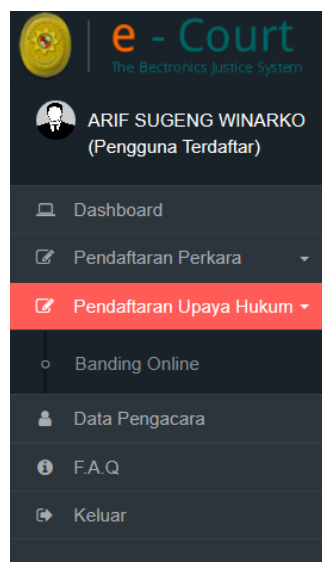 e - Court
The Electronics Justice System
ARIF SUGENG WINARKO
(Pengguna Terdaftar)
Dashboard
Pendaftaran Perkara
Pendaftaran Upaya Hukum
Banding Online
Data Pengacara
F.A.Q
Keluar